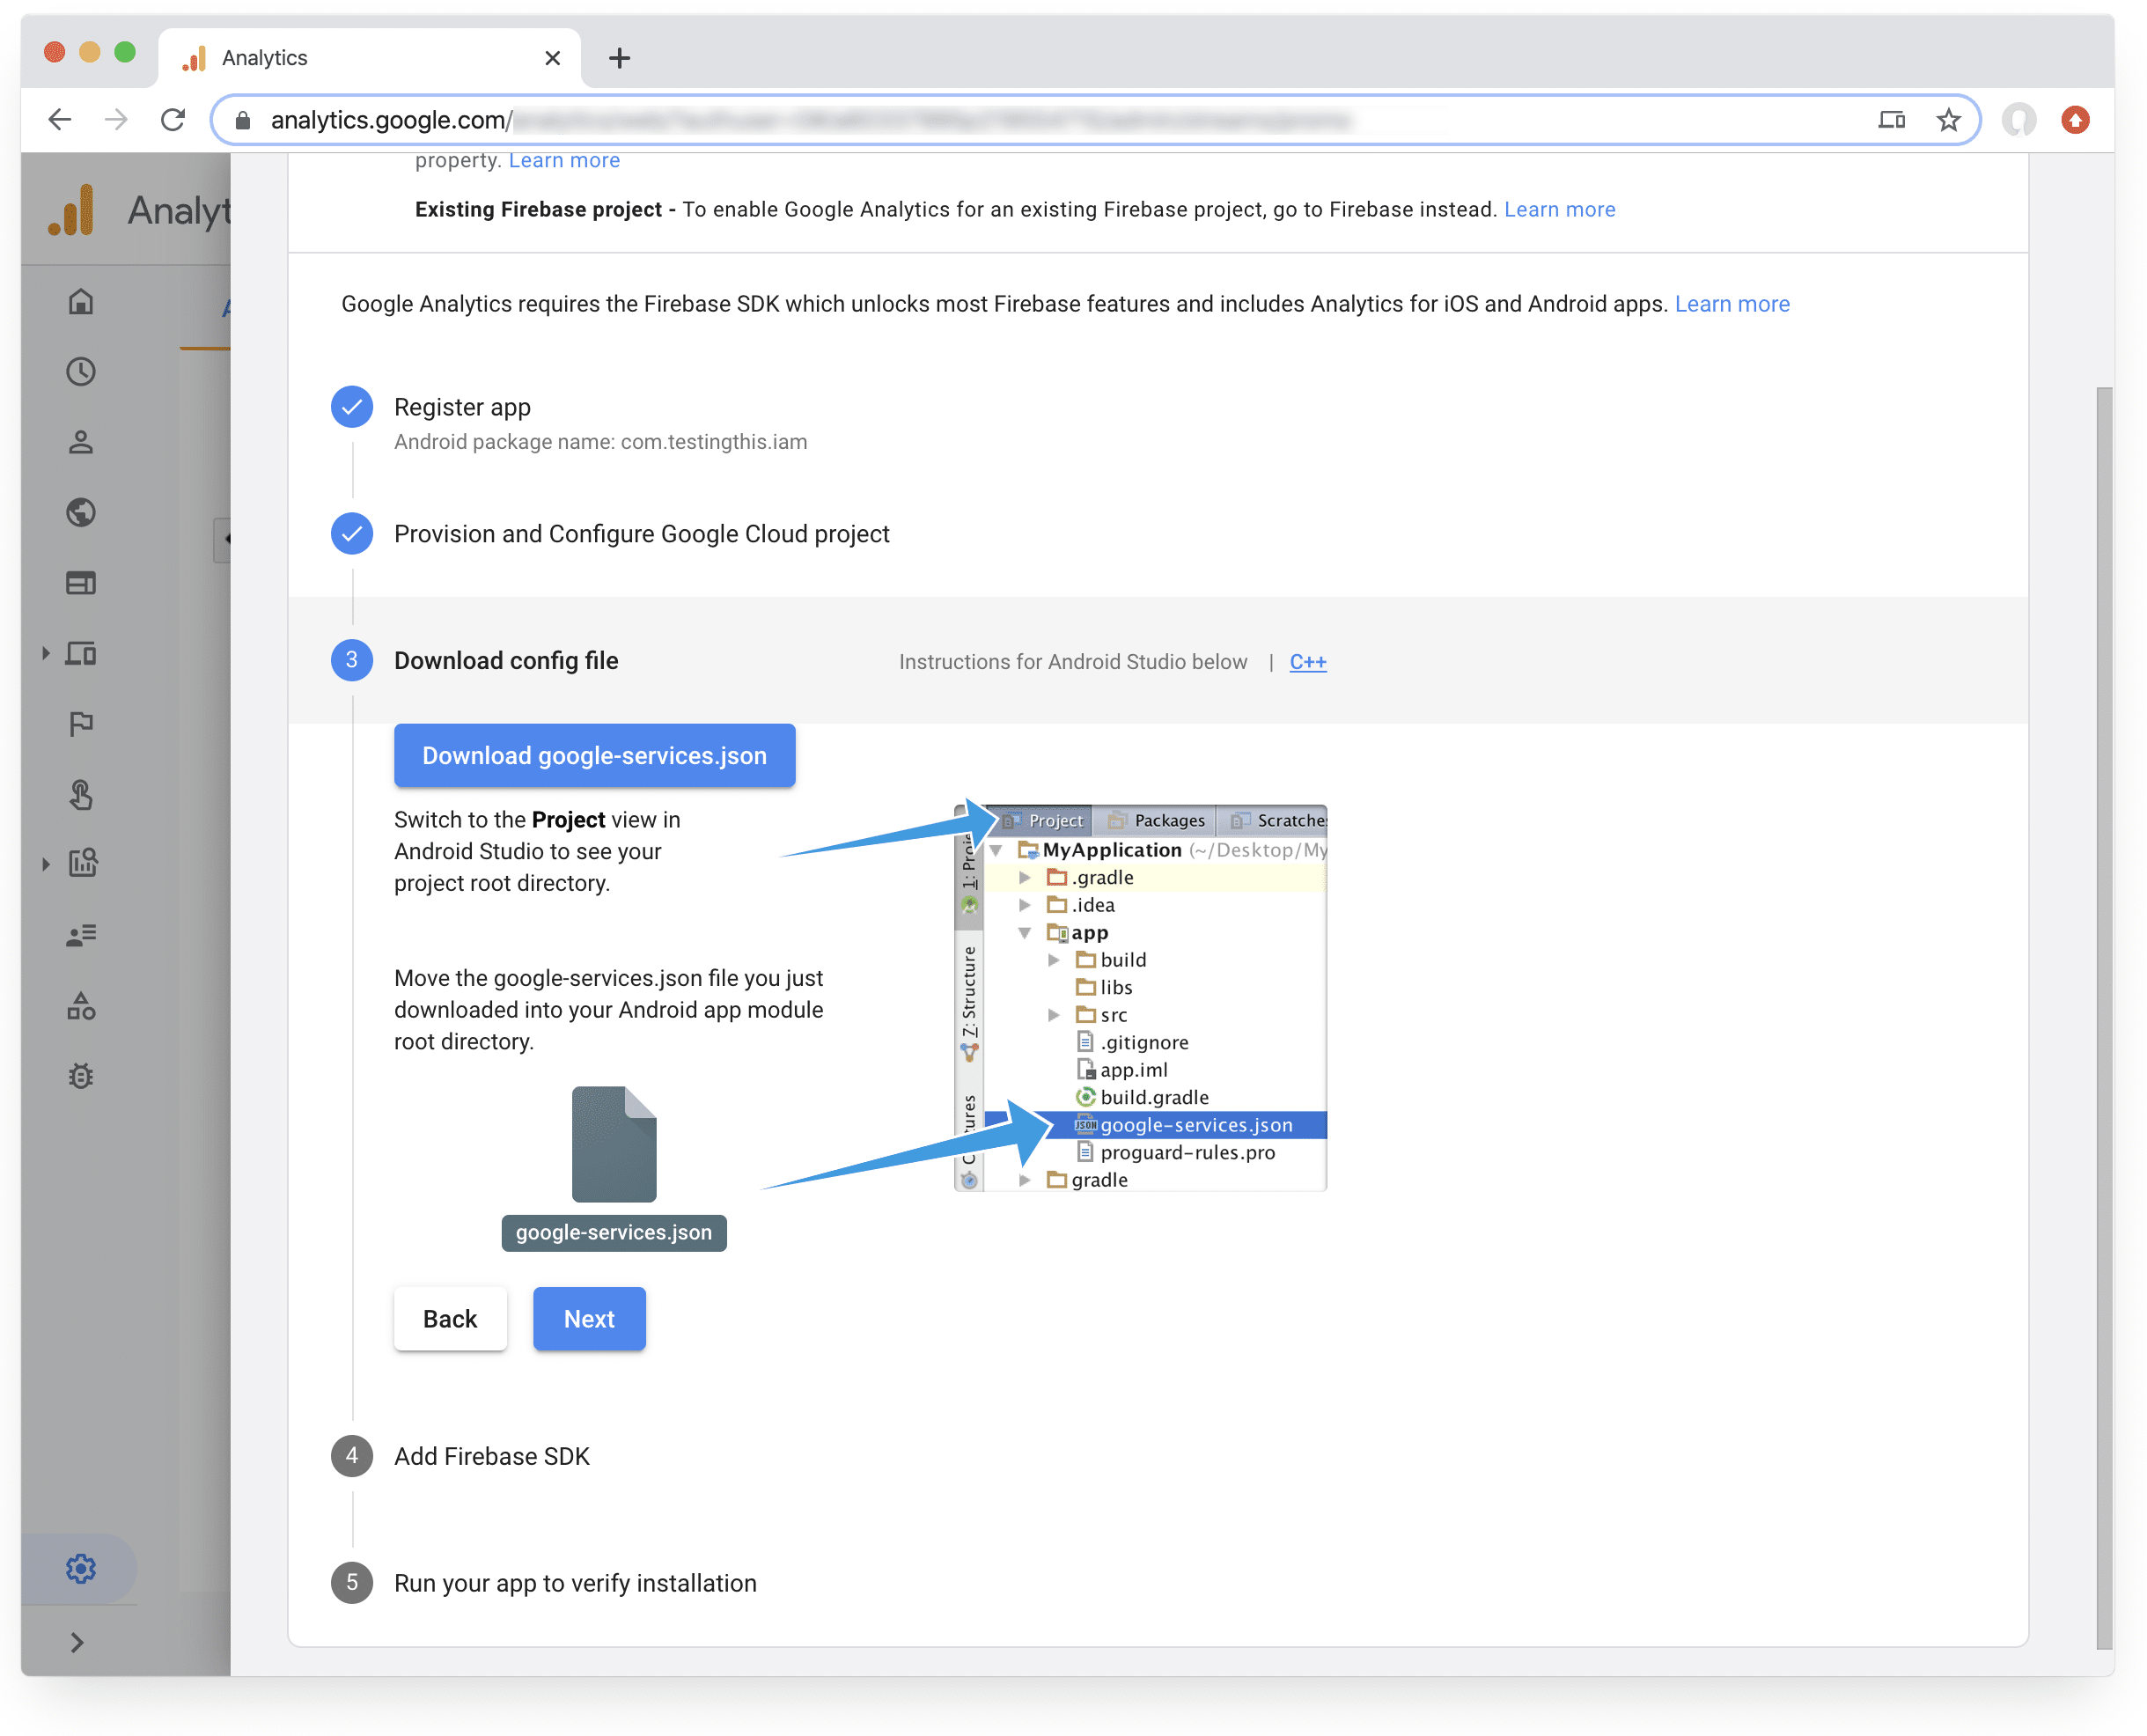 Analytics
analytics.google.com/
Analyt
property. Learn more
Existing Firebase project - To enable Google Analytics for an existing Firebase project, go to Firebase instead. Learn more
Google Analytics requires the Firebase SDK which unlocks most Firebase features and includes Analytics for iOS and Android apps. Learn more
Register app
Android package name: com.testingthis.iam
Provision and Configure Google Cloud project
3 Download config file Instructions for Android Studio below | C++
Download google-services.json
Switch to the Project view in
Android Studio to see your
project root directory.
Move the google-services.json file you just
downloaded into your Android app module
root directory.
google-services.json
Project Packages Scratche
MyApplication (~/Desktop/My
.gradle
.idea
app
build
libs
src
.gitignore
app.iml
build.gradle
JSON google-services.json
proguard-rules.pro
gradle
1: Proje
Z: Structure
C tures
Back Next
4 Add Firebase SDK
5 Run your app to verify installation